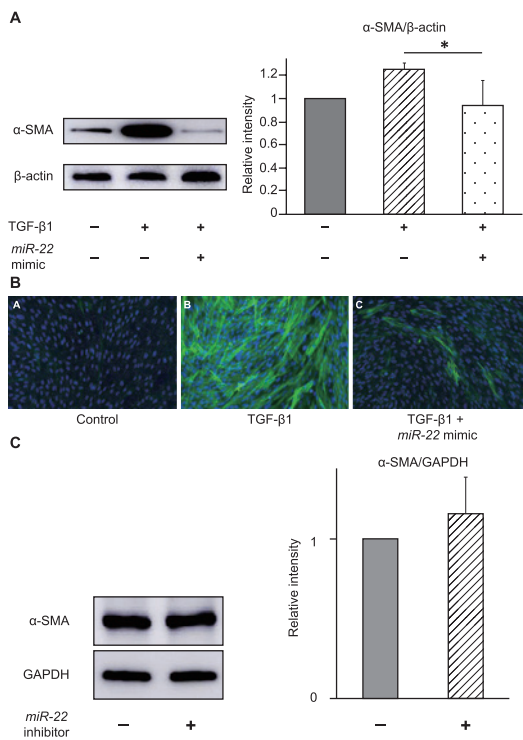 A
α-SMA/β-actin
*
1.2
1
0.8
0.6
0.4
0.2
0
Relative intensity
α-SMA
β-actin
TGF-β1 − + + − + +
miR-22
mimic − − + − − +
B
A B C
Control TGF-β1 TGF-β1 +
miR-22 mimic
C
α-SMA/GAPDH
1
0
Relative intensity
α-SMA
GAPDH
miR-22
inhibitor − + − +